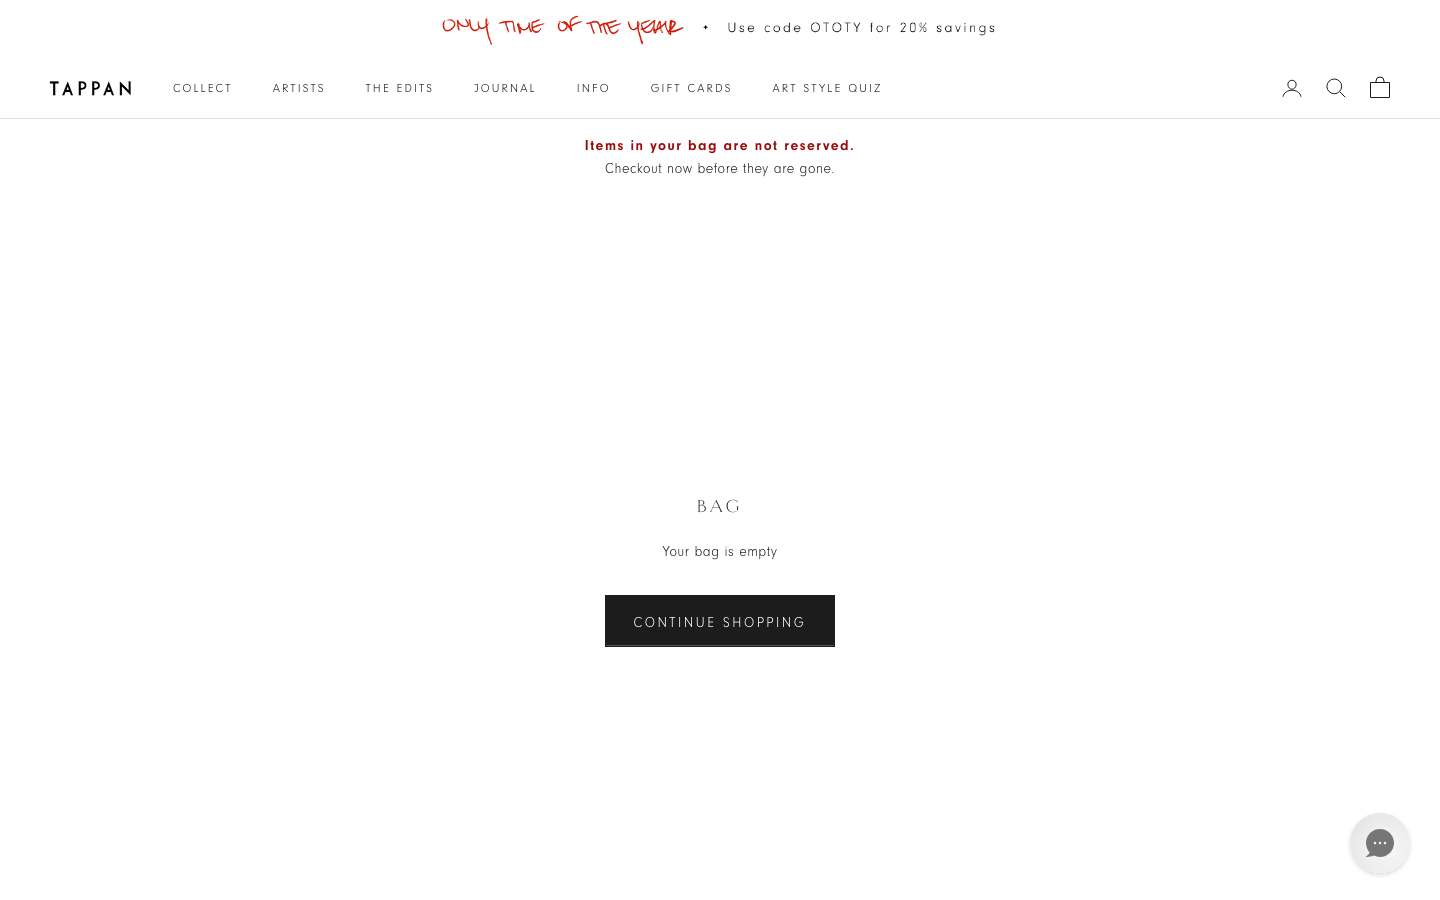 ONLY TIME OF THE YEAR ✦ Use code OTOTY for 20% savings
TAPPAN COLLECT ARTISTS THE EDITS JOURNAL INFO GIFT CARDS ART STYLE QUIZ
Items in your bag are not reserved.
Checkout now before they are gone.
BAG
Your bag is empty
CONTINUE SHOPPING